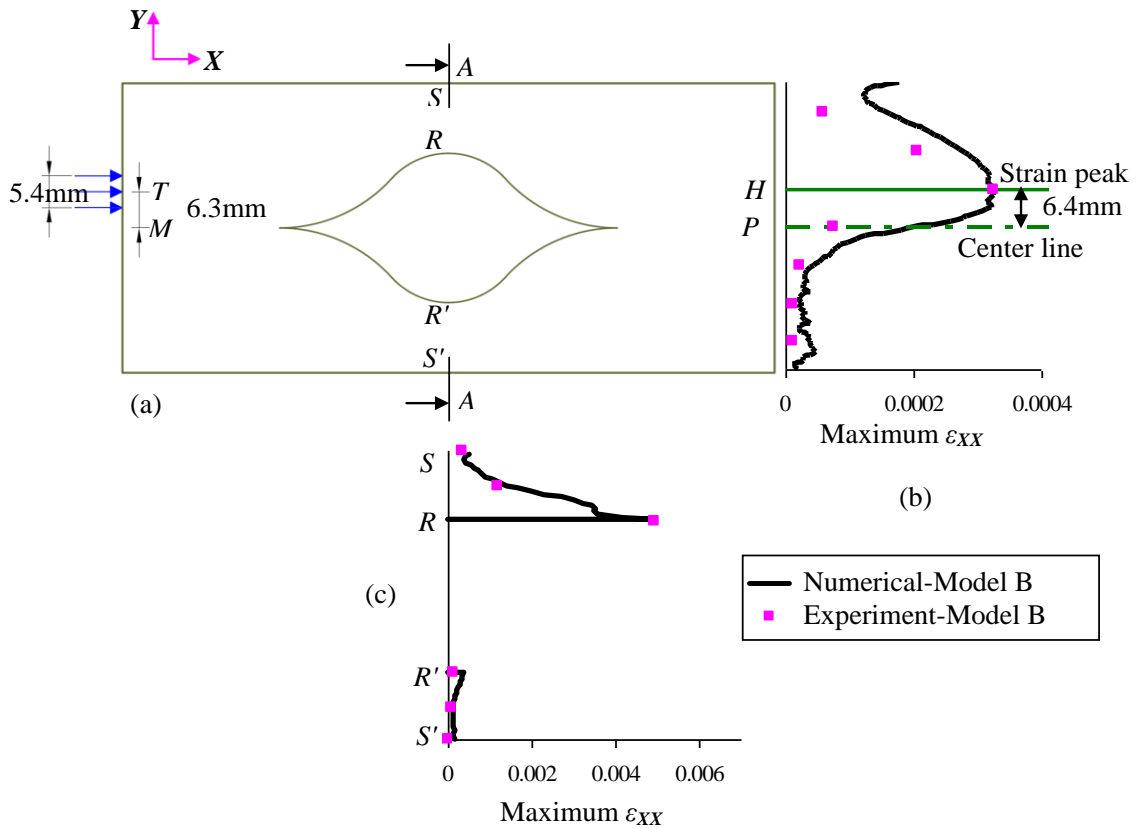 Y
X
A
S
R
5.4mm
T
6.3mm
M
R'
S'
A
(a)
H
Strain peak
6.4mm
P
Center line
0
0.0002
0.0004
Maximum εXX
(b)
S
R
(c)
R'
S'
0
0.002
0.004
0.006
Maximum εXX
Numerical-Model B
Experiment-Model B